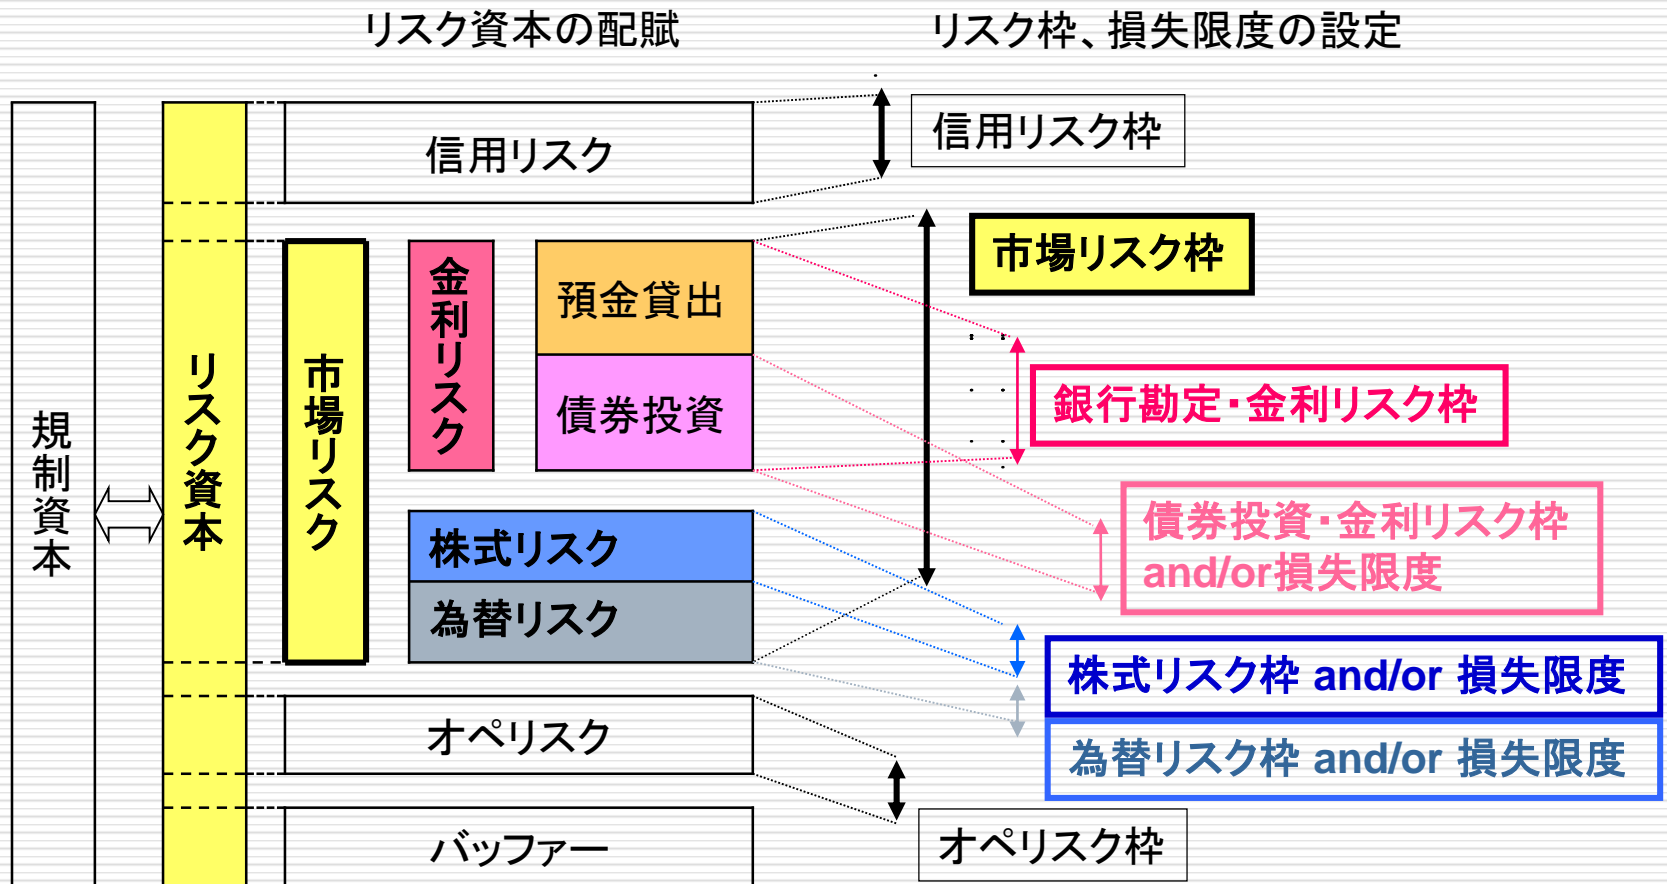 リスク資本の配賦
リスク枠、損失限度の設定
規制資本
リスク資本
信用リスク
信用リスク枠
市場リスク
金利リスク
預金貸出
債券投資
市場リスク枠
銀行勘定・金利リスク枠
債券投資・金利リスク枠
and/or損失限度
株式リスク
為替リスク
株式リスク枠 and/or 損失限度
為替リスク枠 and/or 損失限度
オペリスク
オペリスク枠
バッファー